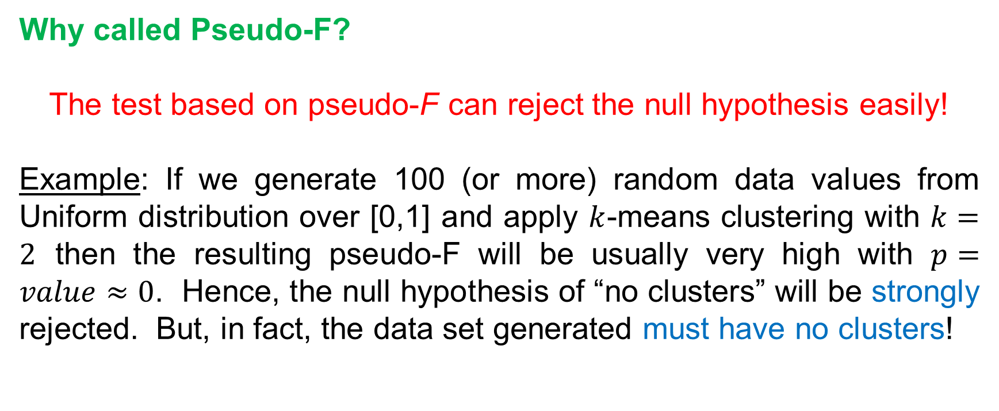 Why called Pseudo-F?
The test based on pseudo-F can reject the null hypothesis easily!
Example: If we generate 100 (or more) random data values from
Uniform distribution over [0,1] and apply k-means clustering with k =
2 then the resulting pseudo-F will be usually very high with p =
value ≈ 0. Hence, the null hypothesis of “no clusters” will be strongly
rejected. But, in fact, the data set generated must have no clusters!